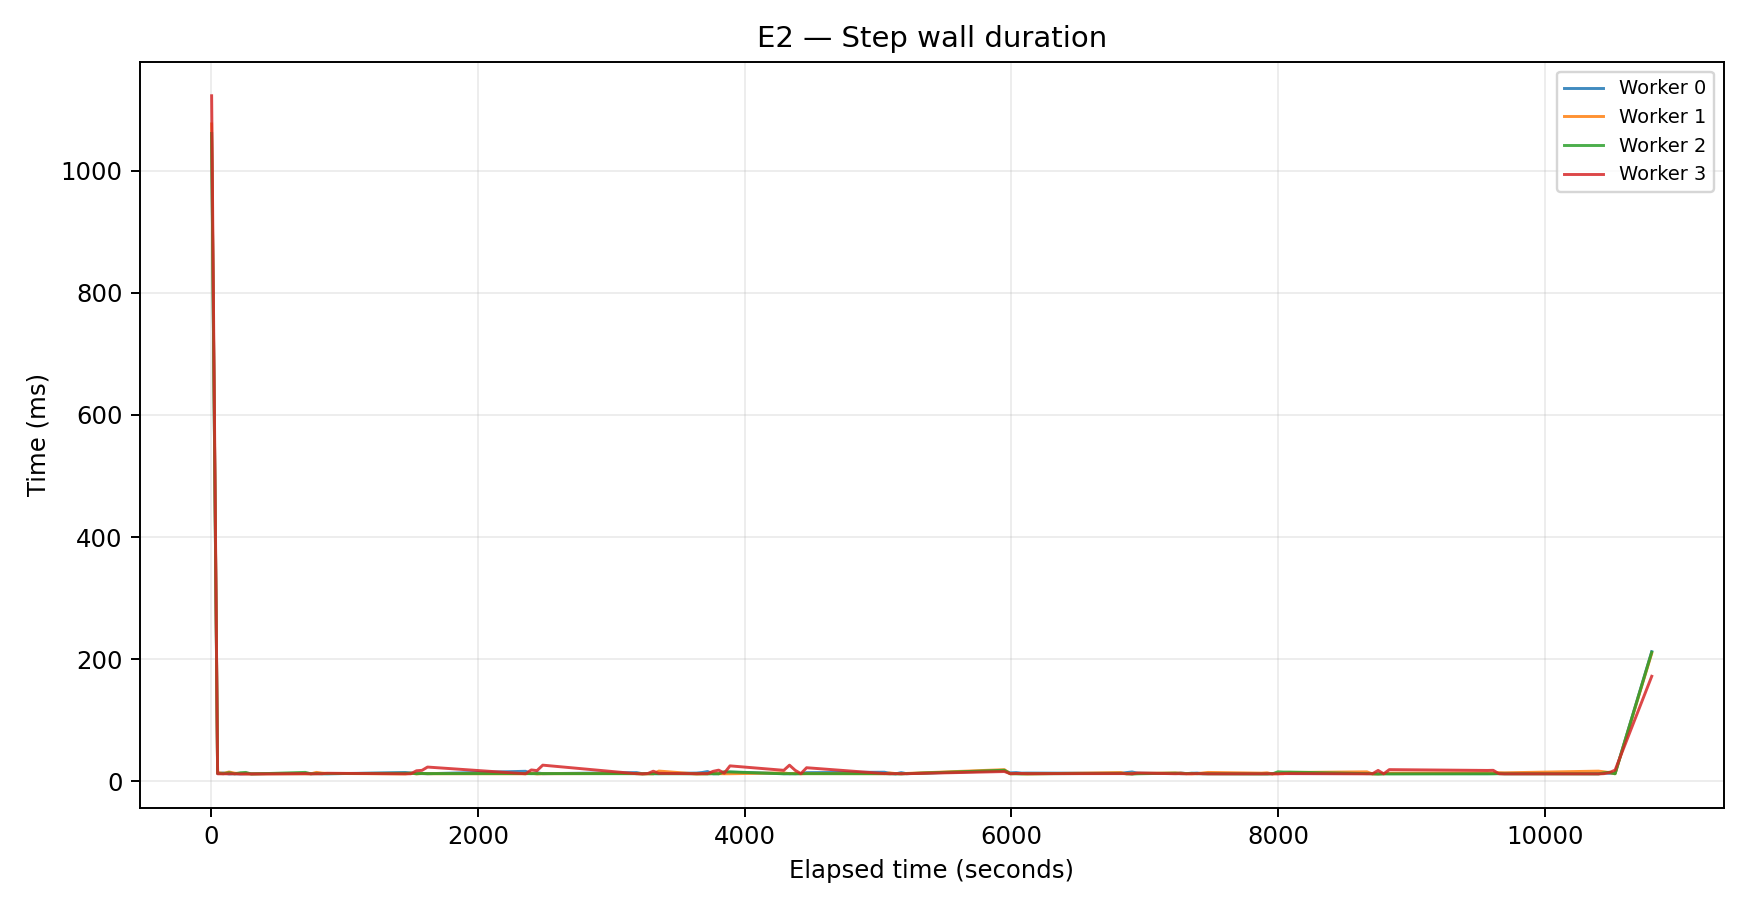 E2 — Step wall duration
Worker 0
Worker 1
Worker 2
Worker 3
Time (ms)
1000
800
600
400
200
0
0 2000 4000 6000 8000 10000
Elapsed time (seconds)